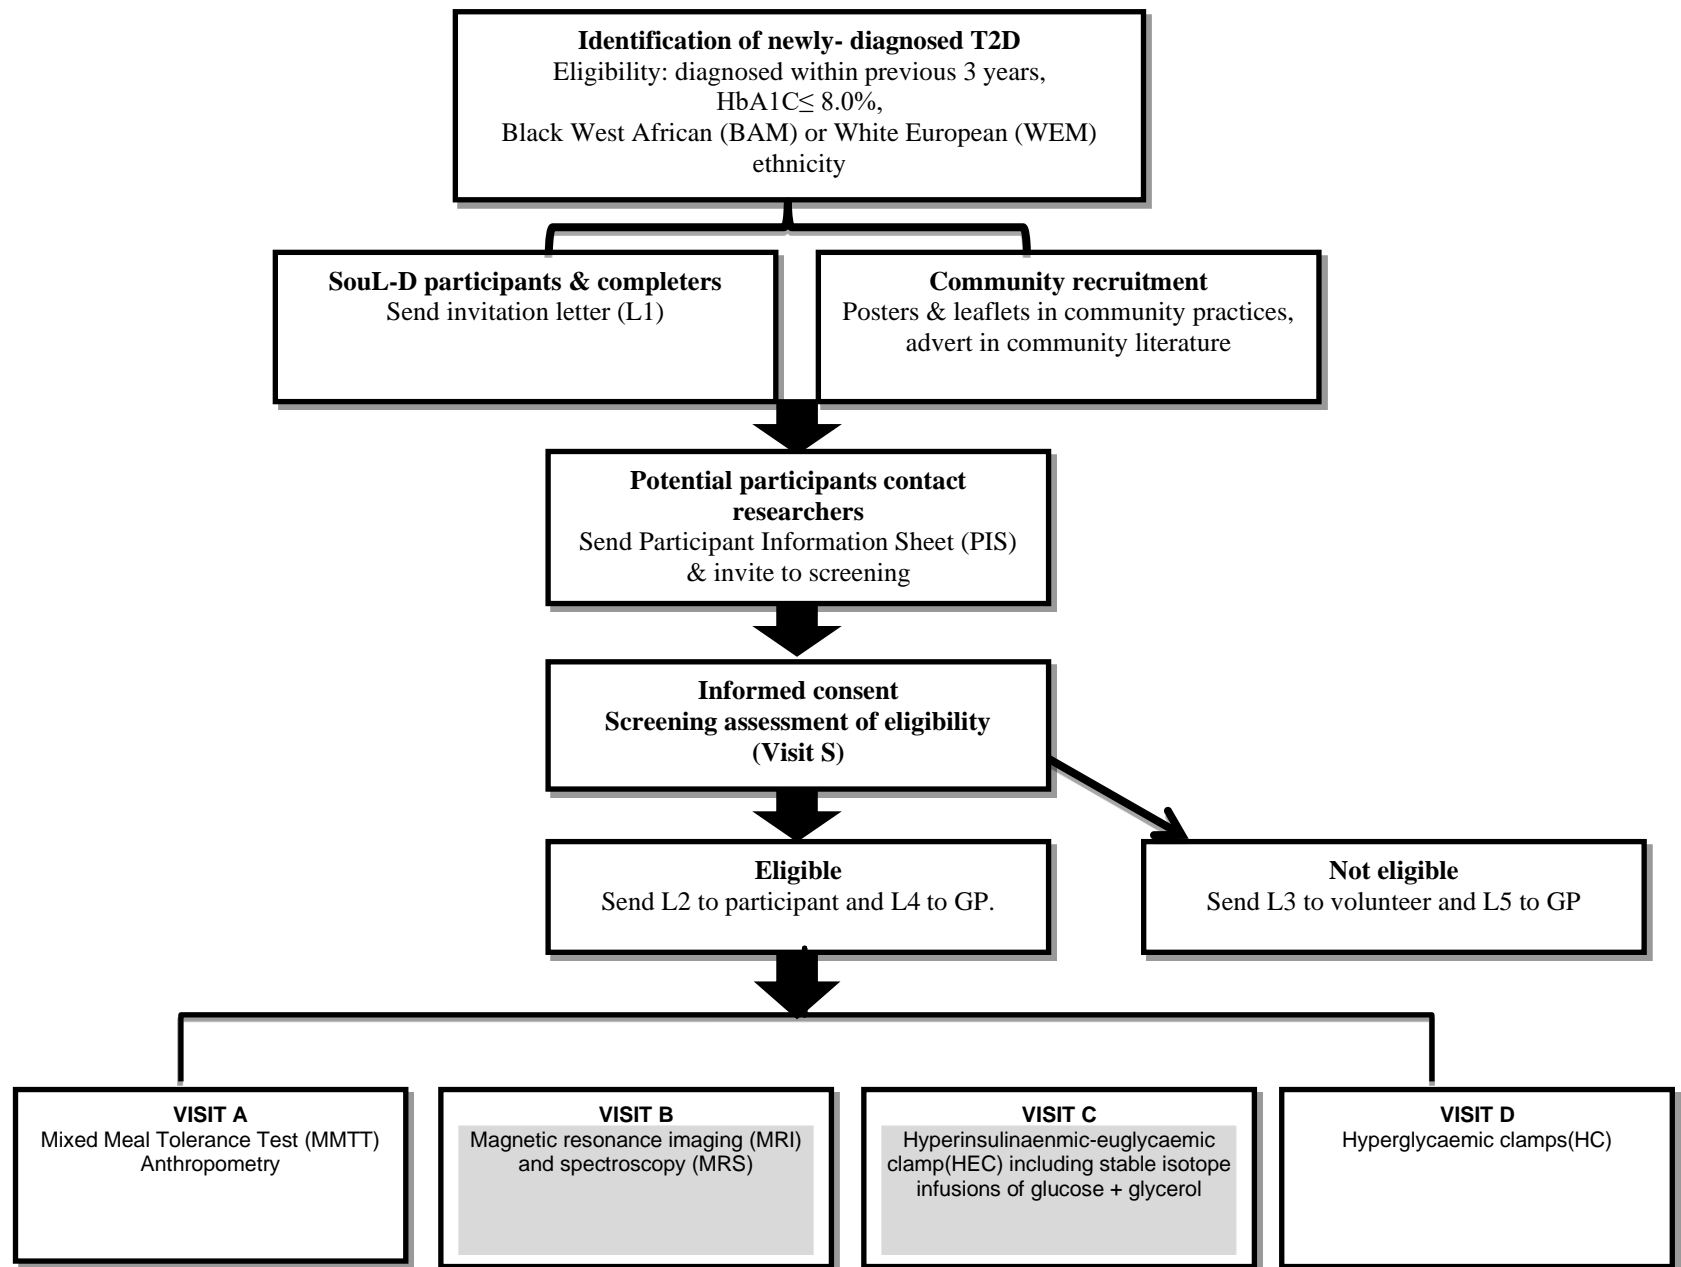 Identification of newly- diagnosed T2D
Eligibility: diagnosed within previous 3 years,
HbA1C≤ 8.0%,
Black West African (BAM) or White European (WEM)
ethnicity
SouL-D participants & completers
Send invitation letter (L1)
Community recruitment
Posters & leaflets in community practices,
advert in community literature
Potential participants contact
researchers
Send Participant Information Sheet (PIS)
& invite to screening
Informed consent
Screening assessment of eligibility
(Visit S)
Eligible
Send L2 to participant and L4 to GP.
Not eligible
Send L3 to volunteer and L5 to GP
VISIT A
Mixed Meal Tolerance Test (MMTT)
Anthropometry
VISIT B
Magnetic resonance imaging (MRI)
and spectroscopy (MRS)
VISIT C
Hyperinsulinaenmic-euglycaemic
clamp(HEC) including stable isotope
infusions of glucose + glycerol
VISIT D
Hyperglycaemic clamps(HC)